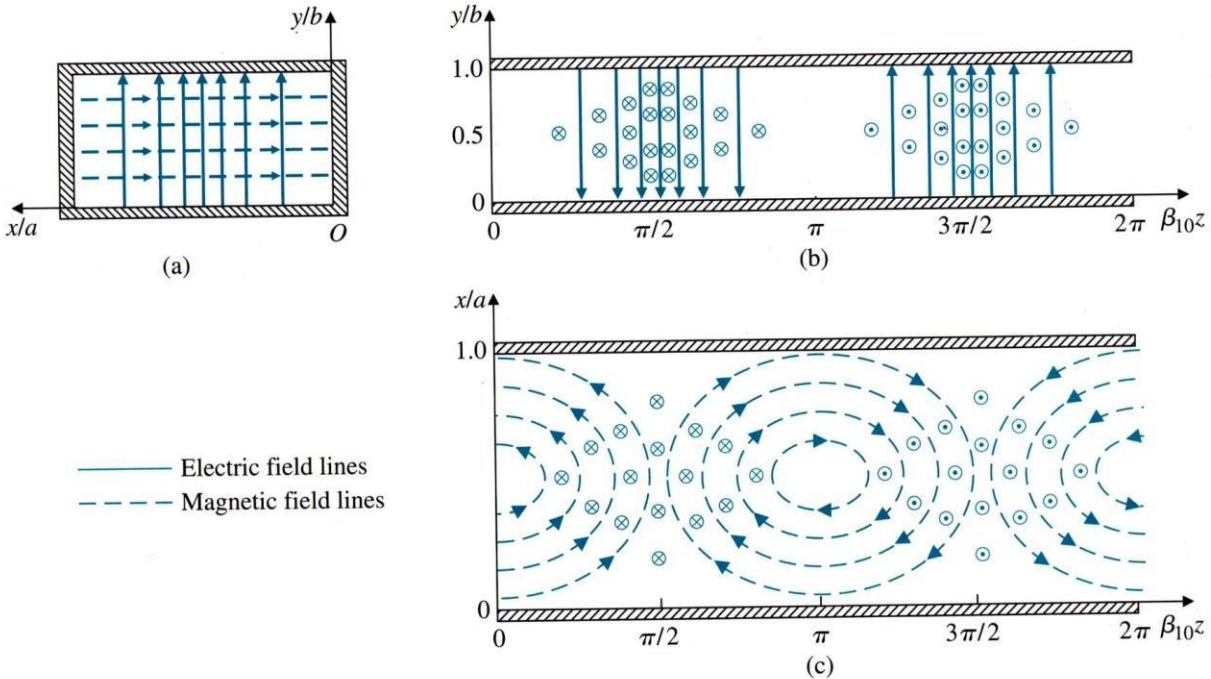 y/b
x/a
O
(a)
y/b
1.0
0.5
0
0
π/2
π
3π/2
2π
β₁₀z
(b)
x/a
1.0
0
0
π/2
π
3π/2
2π
β₁₀z
(c)
Electric field lines
Magnetic field lines